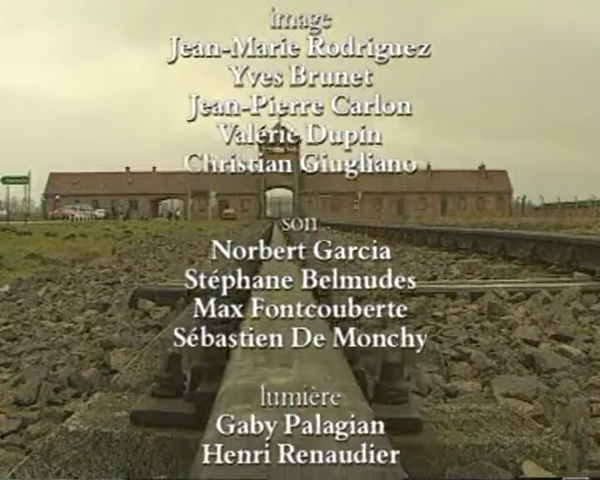 image
Jean-Marie Rodriguez
Yves Brunet
Jean-Pierre Carlon
Valérie Dupin
Christian Giugliano
son
Norbert Garcia
Stéphane Belmudes
Max Fontcouberte
Sébastien De Monchy
lumière
Gaby Palagian
Henri Renaudier